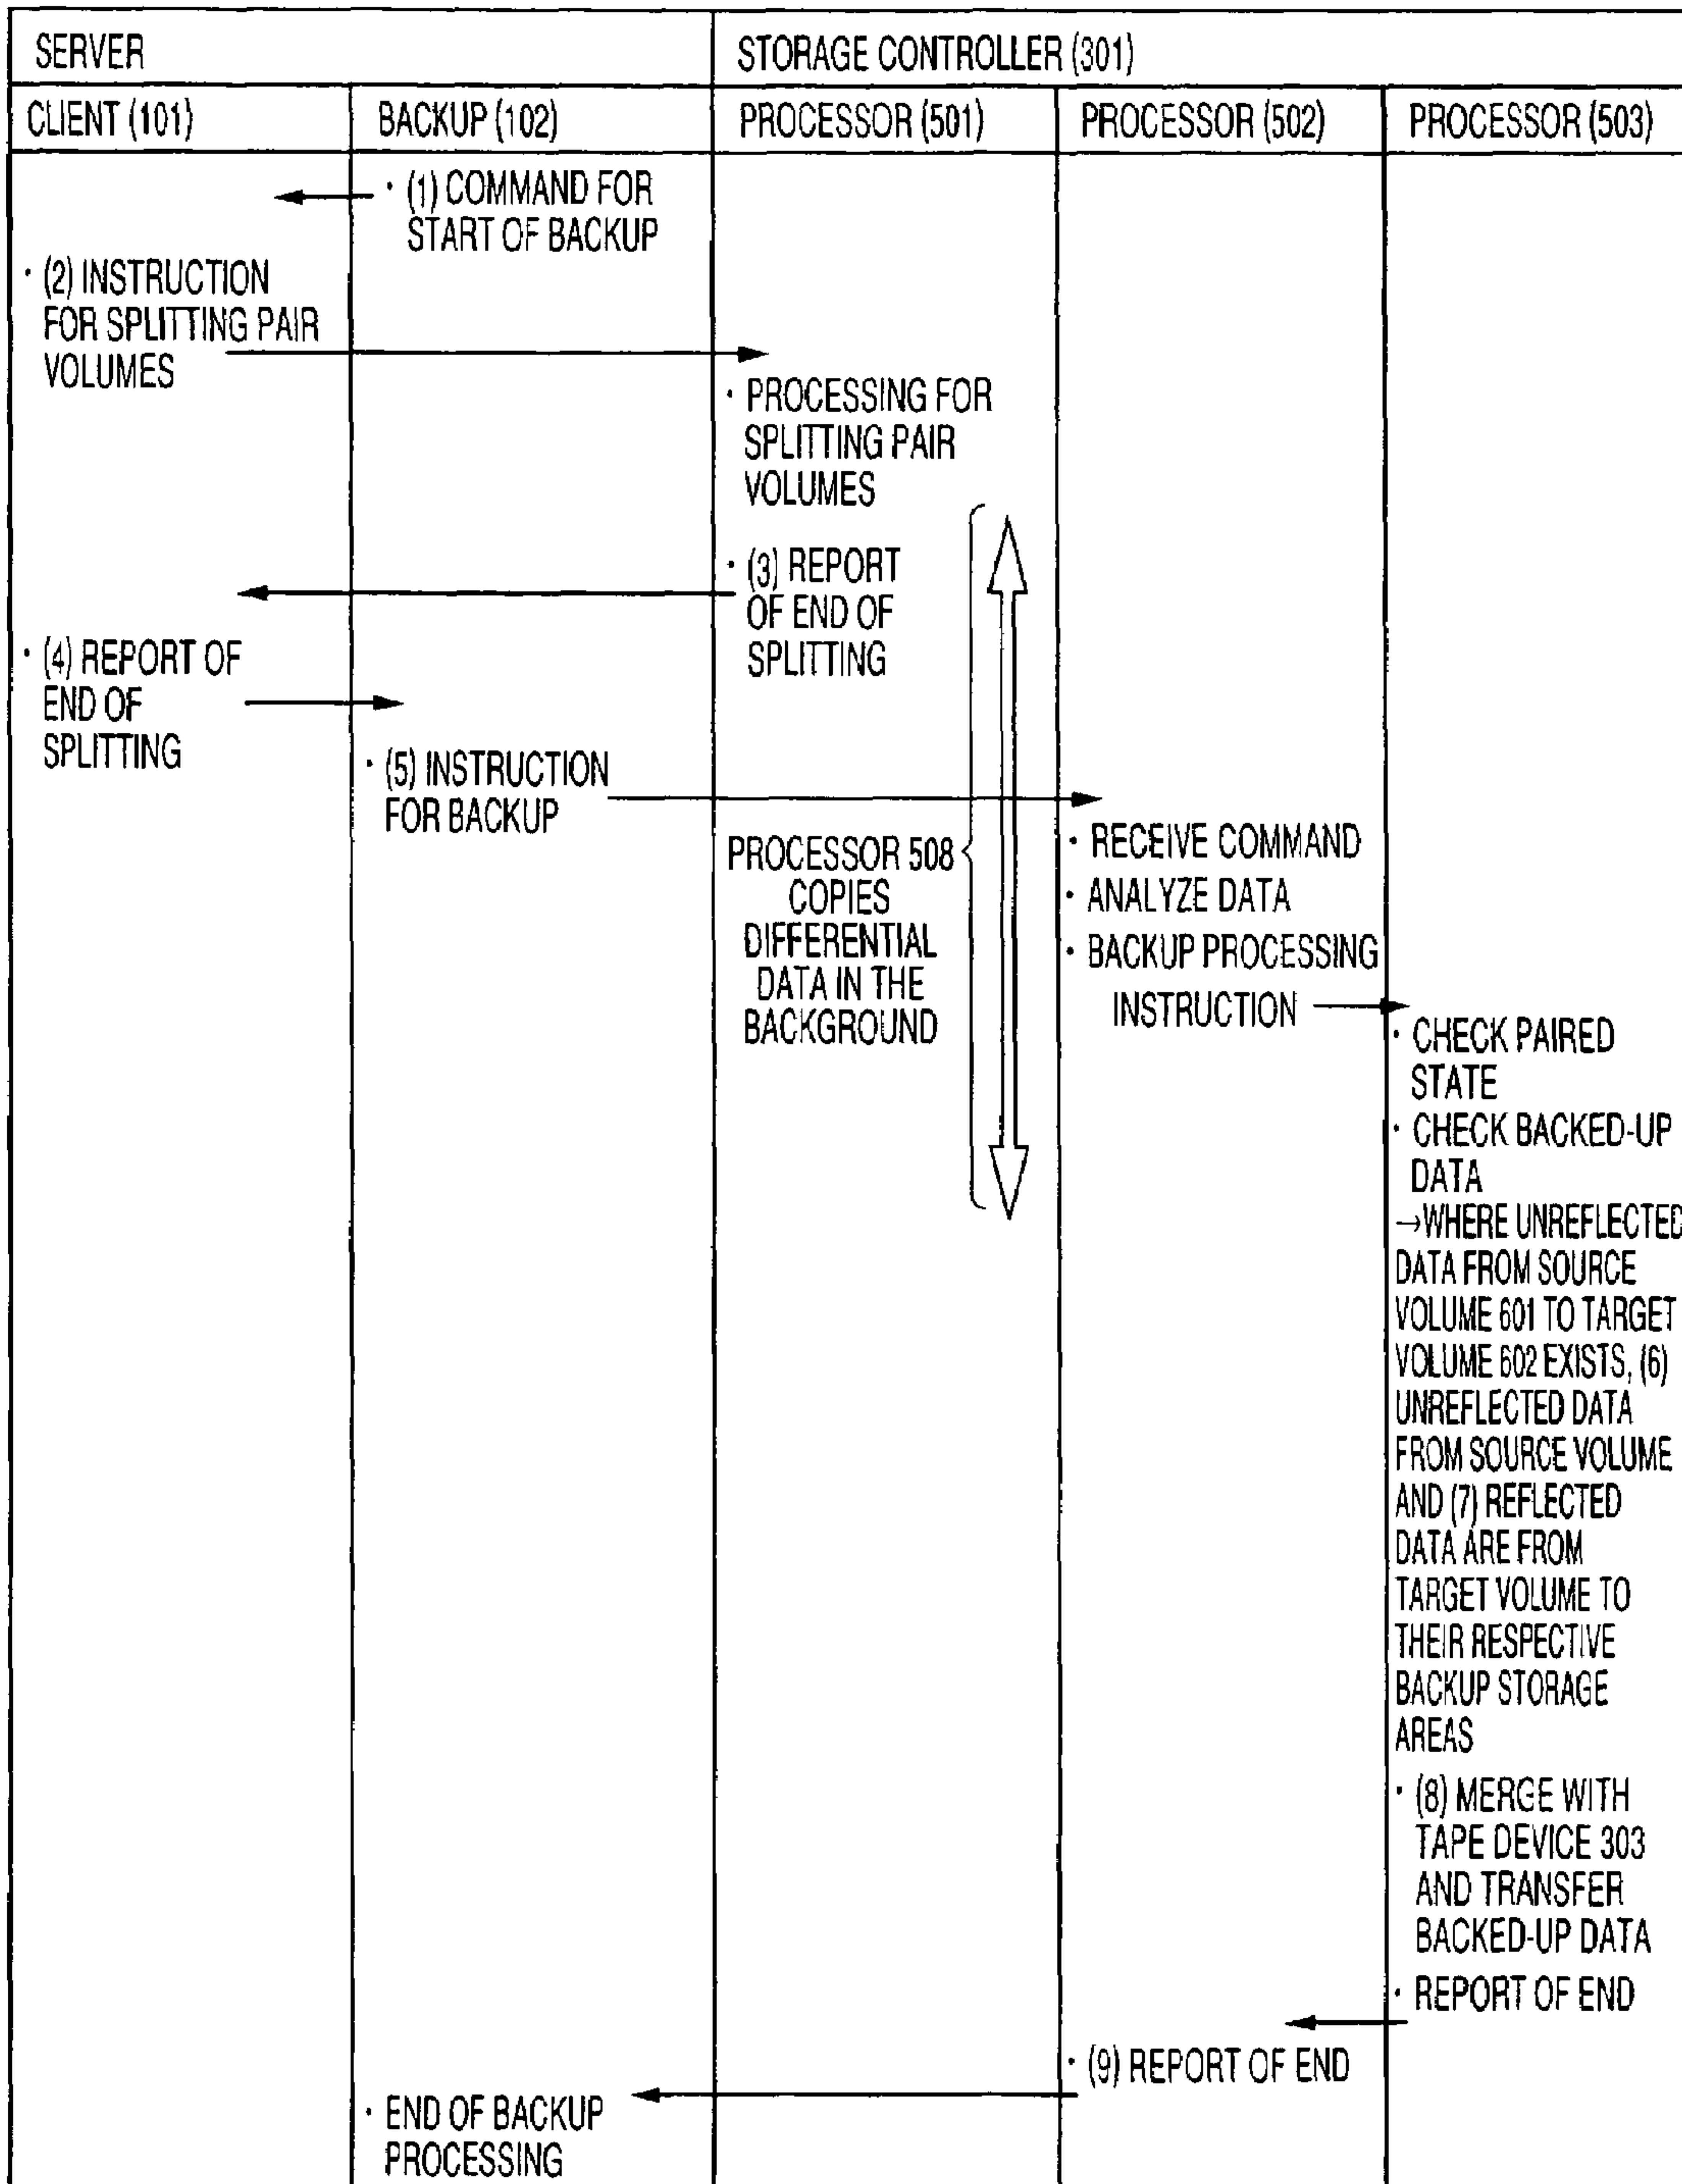 SERVER
STORAGE CONTROLLER (301)
CLIENT (101)
BACKUP (102)
PROCESSOR (501)
PROCESSOR (502)
PROCESSOR (503)
· (1) COMMAND FOR
START OF BACKUP
· (2) INSTRUCTION
FOR SPLITTING PAIR
VOLUMES
· PROCESSING FOR
SPLITTING PAIR
VOLUMES
· (3) REPORT
OF END OF
SPLITTING
· (4) REPORT OF
END OF
SPLITTING
· (5) INSTRUCTION
FOR BACKUP
PROCESSOR 508
COPIES
DIFFERENTIAL
DATA IN THE
BACKGROUND
· RECEIVE COMMAND
· ANALYZE DATA
· BACKUP PROCESSING
INSTRUCTION
· CHECK PAIRED
STATE
· CHECK BACKED-UP
DATA
→WHERE UNREFLECTED
DATA FROM SOURCE
VOLUME 601 TO TARGET
VOLUME 602 EXISTS, (6)
UNREFLECTED DATA
FROM SOURCE VOLUME
AND (7) REFLECTED
DATA ARE FROM
TARGET VOLUME TO
THEIR RESPECTIVE
BACKUP STORAGE
AREAS
· (8) MERGE WITH
TAPE DEVICE 303
AND TRANSFER
BACKED-UP DATA
· REPORT OF END
· (9) REPORT OF END
· END OF BACKUP
PROCESSING